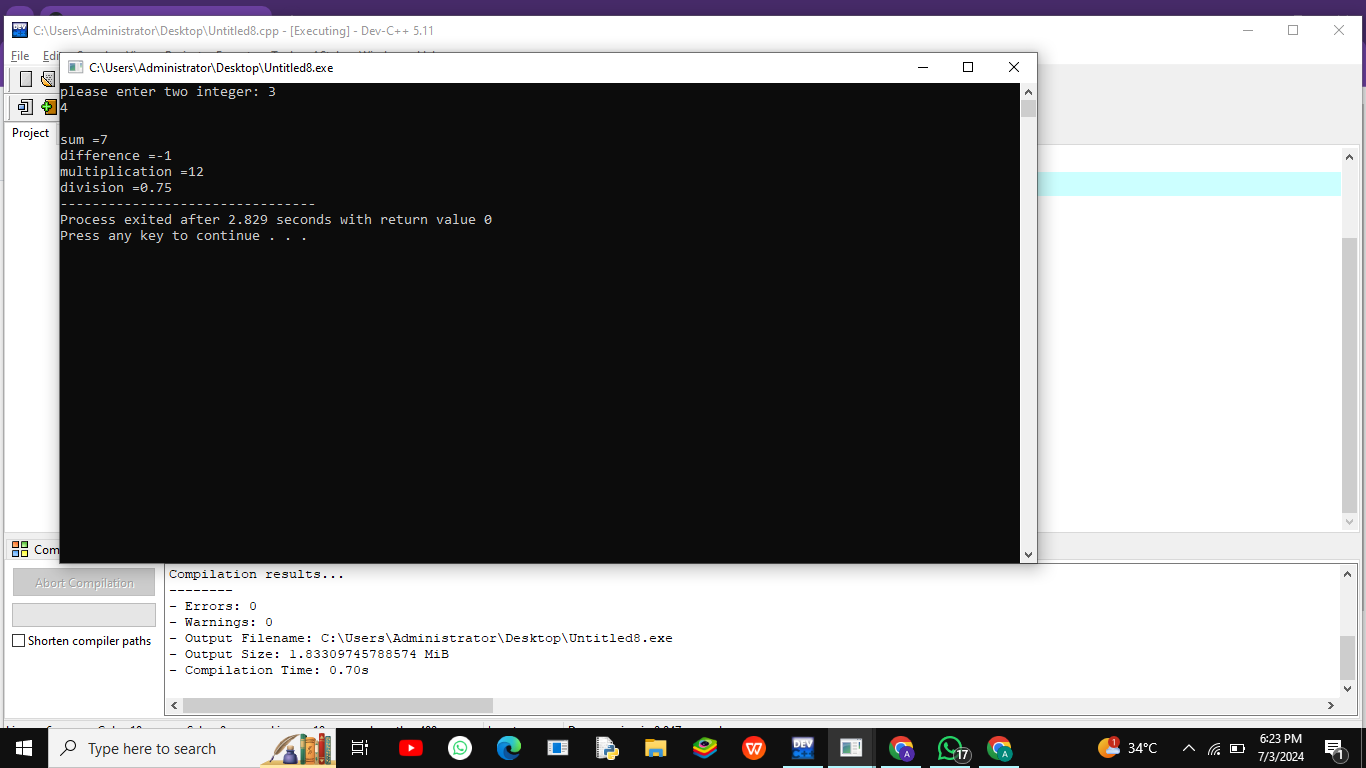 C:\Users\Administrator\Desktop\Untitled8.cpp - [Executing] - Dev-C++ 5.11
File
C:\Users\Administrator\Desktop\Untitled8.exe
Project
please enter two integer: 3
4
sum =7
difference =-1
multiplication =12
division =0.75
--------------------------------
Process exited after 2.829 seconds with return value 0
Press any key to continue . . .
Abort Compilation
Shorten compiler paths
Compilation results...
--------
- Errors: 0
- Warnings: 0
- Output Filename: C:\Users\Administrator\Desktop\Untitled8.exe
- Output Size: 1.83309745788574 MiB
- Compilation Time: 0.70s
Type here to search
DEV
W
A
17
A
1
34°C
6:23 PM
7/3/2024
1